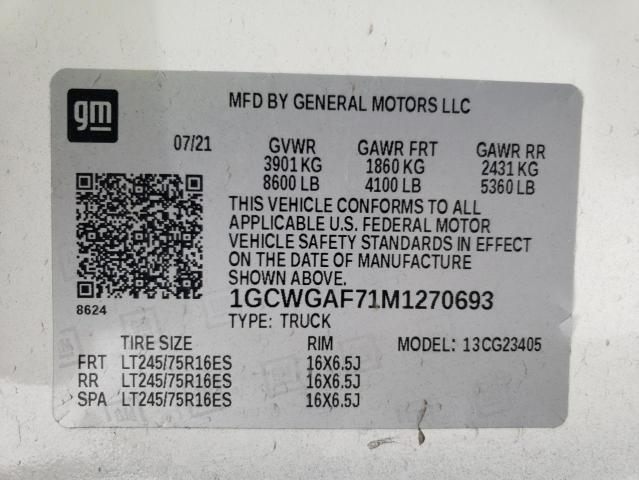 gm
MFD BY GENERAL MOTORS LLC
07/21 GVWR GAWR FRT GAWR RR
3901 KG 1860 KG 2431 KG
8600 LB 4100 LB 5360 LB
THIS VEHICLE CONFORMS TO ALL
APPLICABLE U.S. FEDERAL MOTOR
VEHICLE SAFETY STANDARDS IN EFFECT
ON THE DATE OF MANUFACTURE
SHOWN ABOVE.
1GCWGAF71M1270693
8624
TYPE: TRUCK
TIRE SIZE RIM MODEL: 13CG23405
FRT LT245/75R16ES 16X6.5J
RR LT245/75R16ES 16X6.5J
SPA LT245/75R16ES 16X6.5J